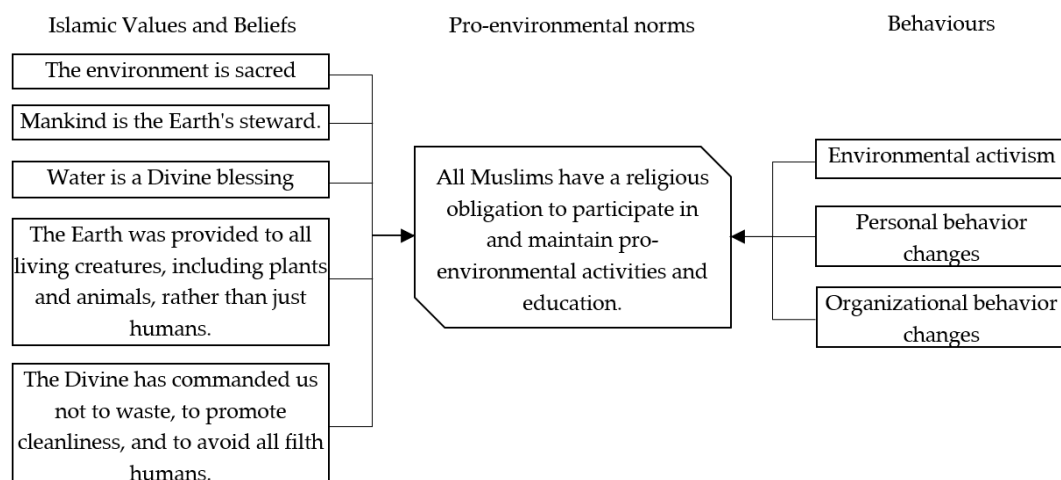 Islamic Values and Beliefs
The environment is sacred
Mankind is the Earth's steward.
Water is a Divine blessing
The Earth was provided to all
living creatures, including plants
and animals, rather than just
humans.
The Divine has commanded us
not to waste, to promote
cleanliness, and to avoid all filth
humans.
Pro-environmental norms
All Muslims have a religious
obligation to participate in
and maintain pro-
environmental activities and
education.
Behaviours
Environmental activism
Personal behavior
changes
Organizational behavior
changes